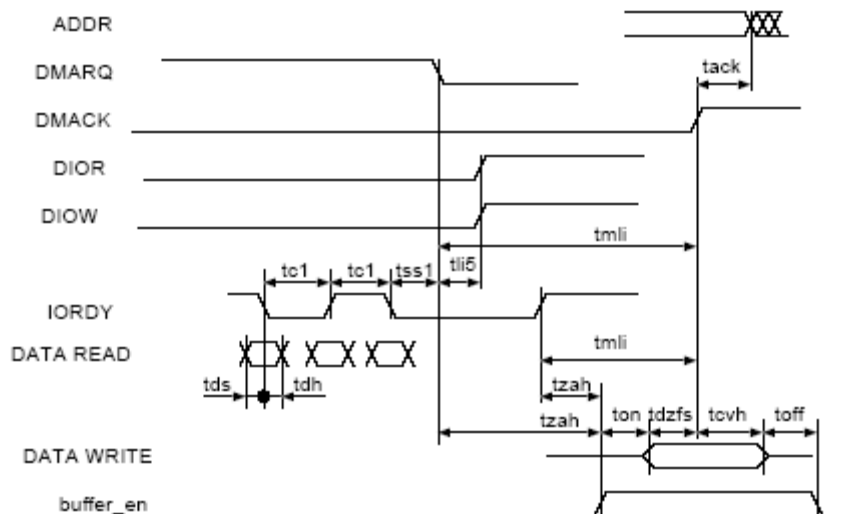 ADDR
DMARQ
tack
DMACK
DIOR
DIOW
tmli
tc1 tc1 tss1 tli5
IORDY
DATA READ
tmli
tds tdh
tzah
tzah ton tdzfs tcvh toff
DATA WRITE
buffer_en